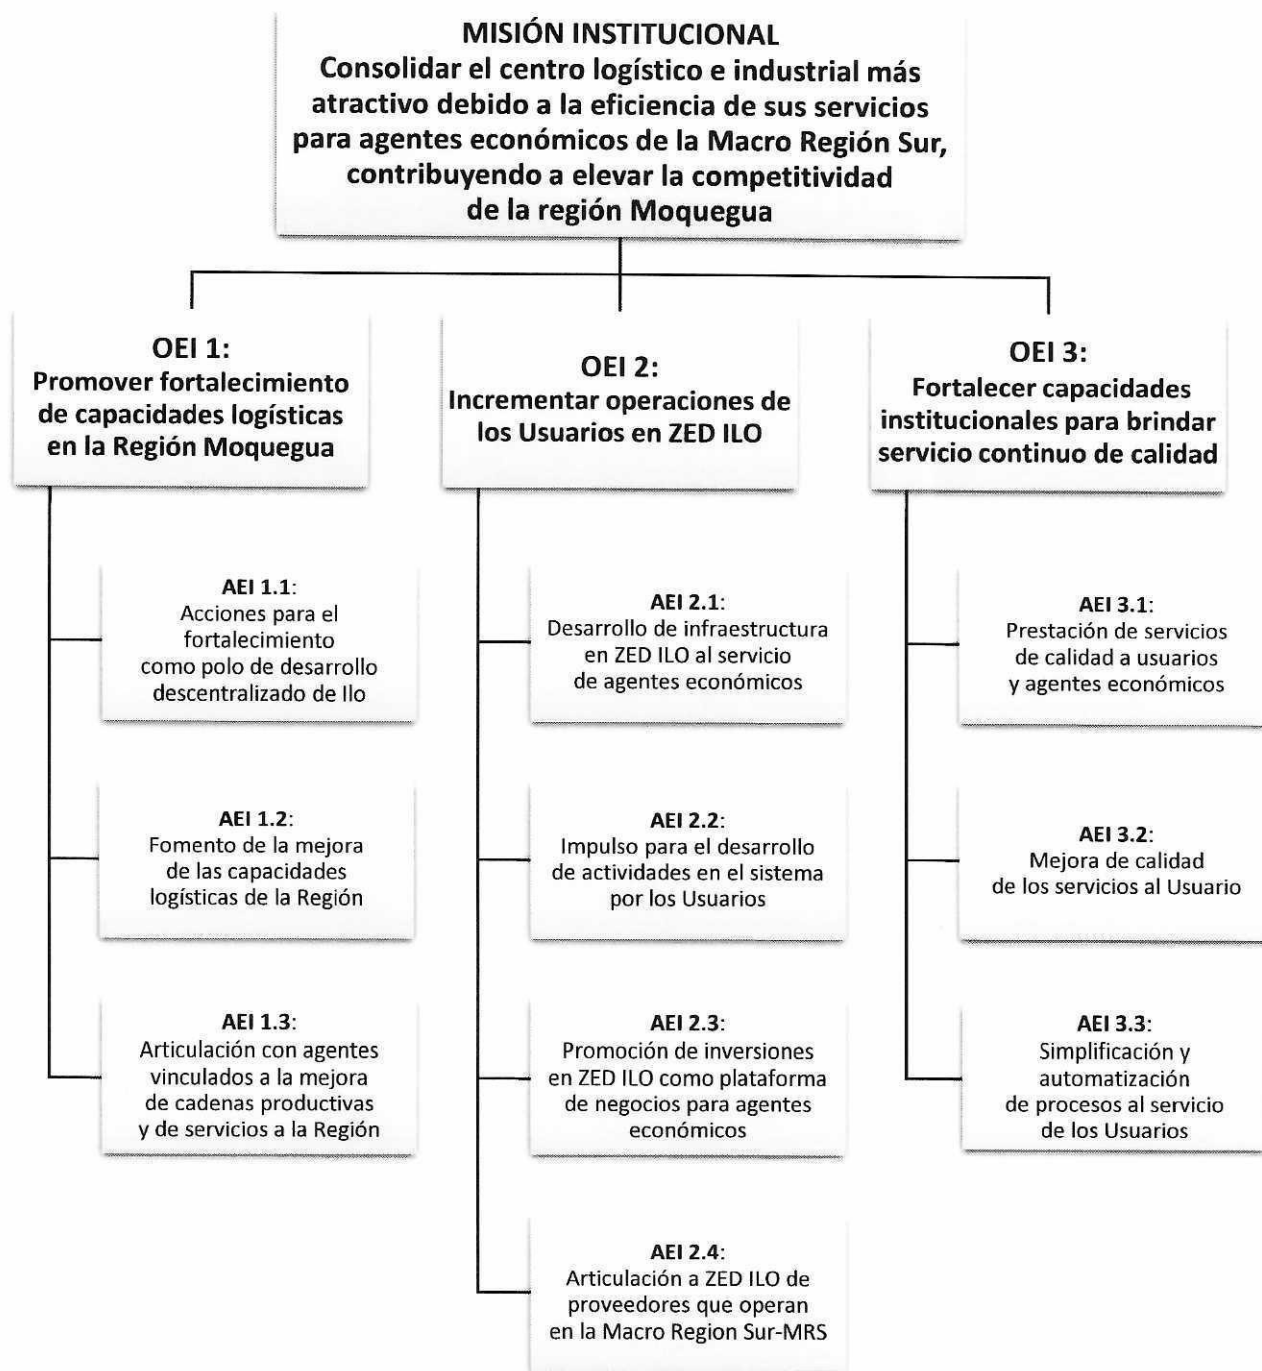 MISIÓN INSTITUCIONAL
Consolidar el centro logístico e industrial más
atractivo debido a la eficiencia de sus servicios
para agentes económicos de la Macro Región Sur,
contribuyendo a elevar la competitividad
de la región Moquegua
OEI 1:
Promover fortalecimiento
de capacidades logísticas
en la Región Moquegua
OEI 2:
Incrementar operaciones de
los Usuarios en ZED ILO
OEI 3:
Fortalecer capacidades
institucionales para brindar
servicio continuo de calidad
AEI 1.1:
Acciones para el
fortalecimiento
como polo de desarrollo
descentralizado de Ilo
AEI 2.1:
Desarrollo de infraestructura
en ZED ILO al servicio
de agentes económicos
AEI 3.1:
Prestación de servicios
de calidad a usuarios
y agentes económicos
AEI 1.2:
Fomento de la mejora
de las capacidades
logísticas de la Región
AEI 2.2:
Impulso para el desarrollo
de actividades en el sistema
por los Usuarios
AEI 3.2:
Mejora de calidad
de los servicios al Usuario
AEI 1.3:
Articulación con agentes
vinculados a la mejora
de cadenas productivas
y de servicios a la Región
AEI 2.3:
Promoción de inversiones
en ZED ILO como plataforma
de negocios para agentes
económicos
AEI 3.3:
Simplificación y
automatización
de procesos al servicio
de los Usuarios
AEI 2.4:
Articulación a ZED ILO de
proveedores que operan
en la Macro Region Sur-MRS